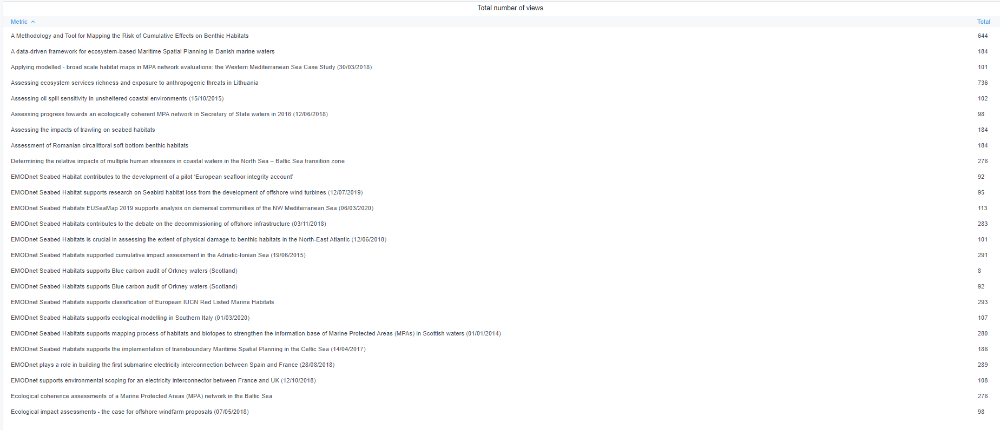 Total number of views
Metric Total
A Methodology and Tool for Mapping the Risk of Cumulative Effects on Benthic Habitats 644
A data-driven framework for ecosystem-based Maritime Spatial Planning in Danish marine waters 184
Applying modelled - broad scale habitat maps in MPA network evaluations: the Western Mediterranean Sea Case Study (30/03/2018) 101
Assessing ecosystem services richness and exposure to anthropogenic threats in Lithuania 736
Assessing oil spill sensitivity in unsheltered coastal environments (15/10/2015) 102
Assessing progress towards an ecologically coherent MPA network in Secretary of State waters in 2016 (12/06/2018) 98
Assessing the impacts of trawling on seabed habitats 184
Assessment of Romanian circalittoral soft bottom benthic habitats 184
Determining the relative impacts of multiple human stressors in coastal waters in the North Sea – Baltic Sea transition zone 276
EMODnet Seabed Habitat contributes to the development of a pilot ‘European seafloor integrity account’ 92
EMODnet Seabed Habitat supports research on Seabird habitat loss from the development of offshore wind turbines (12/07/2019) 95
EMODnet Seabed Habitats EUSeaMap 2019 supports analysis on demersal communities of the NW Mediterranean Sea (06/03/2020) 113
EMODnet Seabed Habitats contributes to the debate on the decommissioning of offshore infrastructure (03/11/2018) 283
EMODnet Seabed Habitats is crucial in assessing the extent of physical damage to benthic habitats in the North-East Atlantic (12/06/2018) 101
EMODnet Seabed Habitats supported cumulative impact assessment in the Adriatic-Ionian Sea (19/06/2015) 291
EMODnet Seabed Habitats supports Blue carbon audit of Orkney waters (Scotland) 8
EMODnet Seabed Habitats supports Blue carbon audit of Orkney waters (Scotland) 92
EMODnet Seabed Habitats supports classification of European IUCN Red Listed Marine Habitats 293
EMODnet Seabed Habitats supports ecological modelling in Southern Italy (01/03/2020) 107
EMODnet Seabed Habitats supports mapping process of habitats and biotopes to strengthen the information base of Marine Protected Areas (MPAs) in Scottish waters (01/01/2014) 280
EMODnet Seabed Habitats supports the implementation of transboundary Maritime Spatial Planning in the Celtic Sea (14/04/2017) 186
EMODnet plays a role in building the first submarine electricity interconnection between Spain and France (28/08/2018) 289
EMODnet supports environmental scoping for an electricity interconnector between France and UK (12/10/2018) 108
Ecological coherence assessments of a Marine Protected Areas (MPA) network in the Baltic Sea 276
Ecological impact assessments - the case for offshore windfarm proposals (07/05/2018) 98